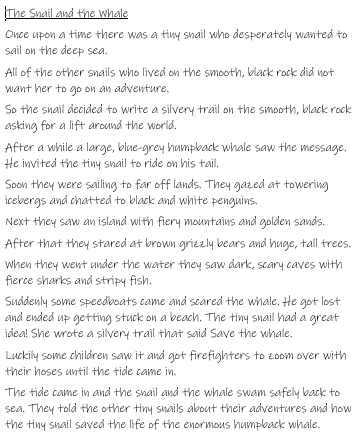 The Snail and the Whale
Once upon a time there was a tiny snail who desperately wanted to
sail on the deep sea.
All of the other snails who lived on the smooth, black rock did not
want her to go on an adventure.
So the snail decided to write a silvery trail on the smooth, black rock
asking for a lift around the world.
After a while a large, blue-grey humpback whale saw the message.
He invited the tiny snail to ride on his tail.
Soon they were sailing to far off lands. They gazed at towering
icebergs and chatted to black and white penguins.
Next they saw an island with fiery mountains and golden sands.
After that they stared at brown grizzly bears and huge, tall trees.
When they went under the water they saw dark, scary caves with
fierce sharks and stripy fish.
Suddenly some speedboats came and scared the whale. He got lost
and ended up getting stuck on a beach. The tiny snail had a great
idea! She wrote a silvery trail that said Save the whale.
Luckily some children saw it and got firefighters to zoom over with
their hoses until the tide came in.
The tide came in and the snail and the whale swam safely back to
sea. They told the other tiny snails about their adventures and how
the tiny snail saved the life of the enormous humpback whale.